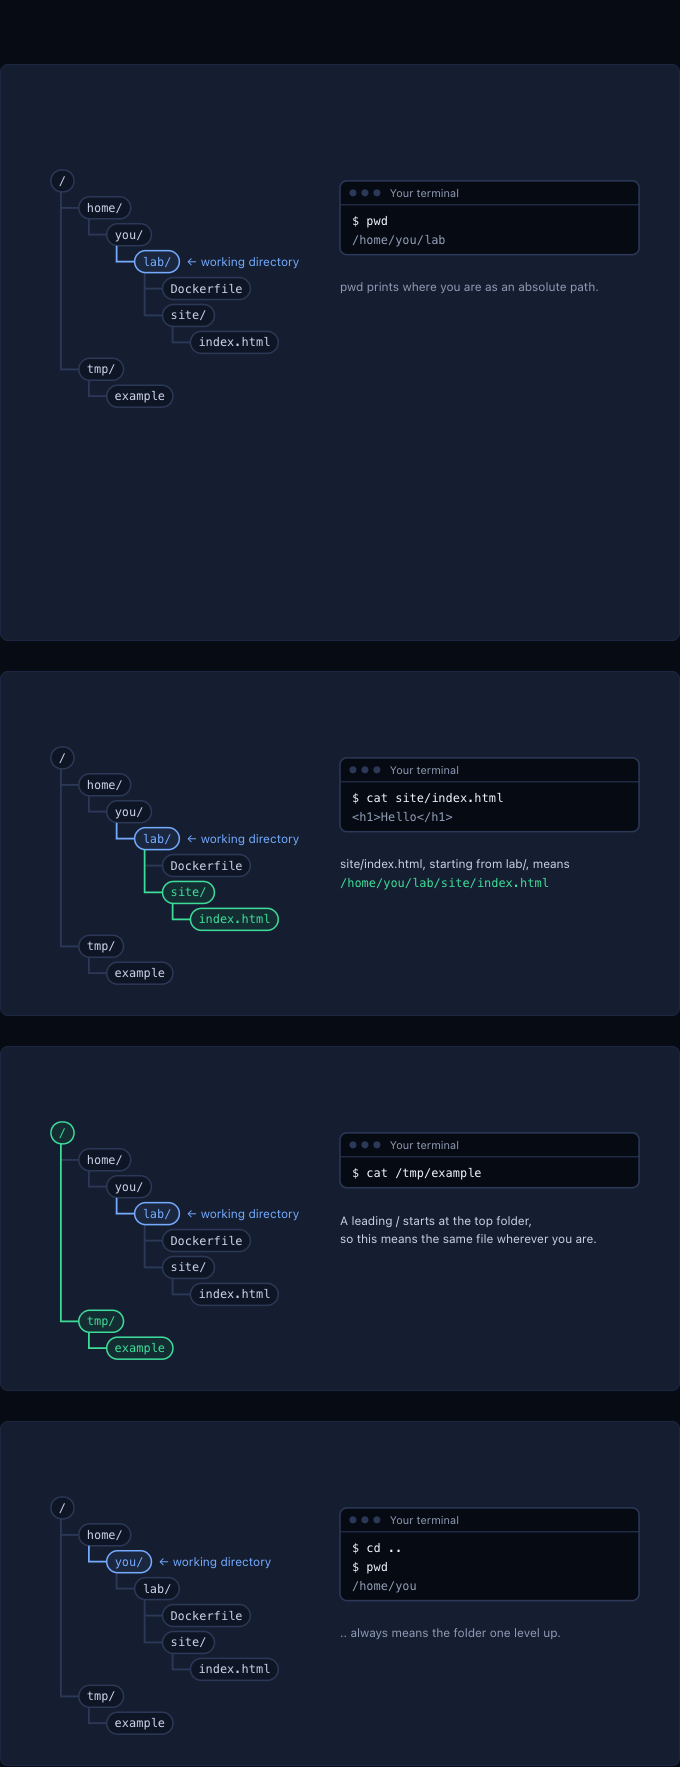 /
home/
you/
lab/ ← working directory
Dockerfile
site/
index.html
tmp/
example
Your terminal
$ pwd
/home/you/lab
pwd prints where you are as an absolute path.
/
home/
you/
lab/ ← working directory
Dockerfile
site/
index.html
tmp/
example
Your terminal
$ cat site/index.html
<h1>Hello</h1>
site/index.html, starting from lab/, means
/home/you/lab/site/index.html
/
home/
you/
lab/ ← working directory
Dockerfile
site/
index.html
tmp/
example
Your terminal
$ cat /tmp/example
A leading / starts at the top folder,
so this means the same file wherever you are.
/
home/
you/ ← working directory
lab/
Dockerfile
site/
index.html
tmp/
example
Your terminal
$ cd ..
$ pwd
/home/you
.. always means the folder one level up.